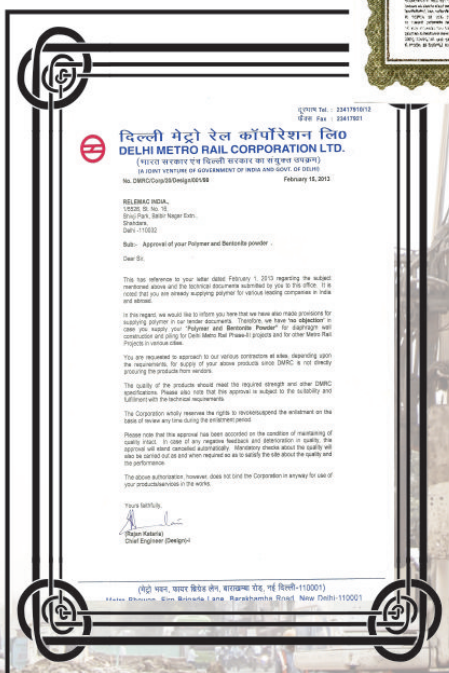 दूरभाष Tel. : 23417910/12
फैक्स Fax : 23417921
दिल्ली मेट्रो रेल कॉर्पोरेशन लि०
DELHI METRO RAIL CORPORATION LTD.
(भारत सरकार एवं दिल्ली सरकार का संयुक्त उपक्रम)
(A JOINT VENTURE OF GOVERNMENT OF INDIA AND GOVT. OF DELHI)
No. DMRC/Corp/20/Design/001/98 February 15, 2013
RELEMAC INDIA.,
1/5526, St. No. 16,
Shivji Park, Balbir Nagar Extn.,
Shahdara,
Delhi -110032
Sub:- Approval of your Polymer and Bentonite powder .
Dear Sir,
This has reference to your letter dated February 1, 2013 regarding the subject
mentioned above and the technical documents submitted by you to this office. It is
noted that you are already supplying polymer for various leading companies in India
and abroad.
In this regard, we would like to inform you here that we have also made provisions for
supplying polymer in our tender documents. Therefore, we have 'no objection' in
case you supply your "Polymer and Bentonite Powder" for diaphragm wall
construction and piling for Delhi Metro Rail Phase-III projects and for other Metro Rail
Projects in various cities.
You are requested to approach to our various contractors at sites, depending upon
the requirements, for supply of your above products since DMRC is not directly
procuring the products from vendors.
The quality of the products should meet the required strength and other DMRC
specifications. Please also note that this approval is subject to the suitability and
fulfillment with the technical requirements.
The Corporation wholly reserves the rights to revoke/suspend the enlistment on the
basis of review any time during the enlistment period.
Please note that the approval has been accorded on the condition of maintaining of
quality intact. In case of any negative feedback and deterioration in quality, this
approval will stand cancelled automatically. Mandatory checks about the quality will
also be carried out as and when required so as to satisfy the site about the quality and
the performance.
The above authorisation, however, does not bind the Corporation in anyway for use of
your products/services in the works.
Yours faithfully,
(Rajan Kataria)
Chief Engineer (Design)-I
(मेट्रो भवन, फायर ब्रिगेड लेन, बाराखम्बा रोड, नई दिल्ली-110001)
Metro Bhawan, Fire Brigade Lane, Barakhamba Road, New Delhi-110001